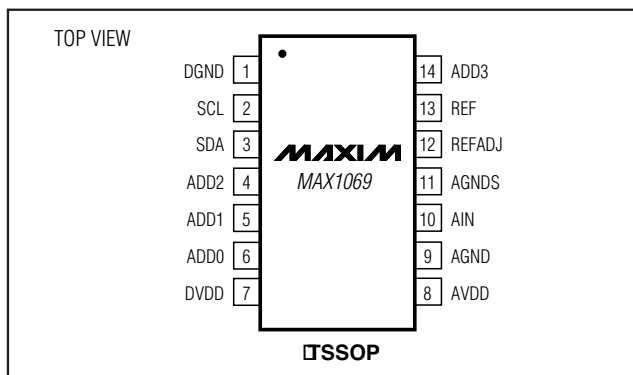 TOP VIEW
DGND 1
SCL 2
SDA 3
ADD2 4
ADD1 5
ADD0 6
DVDD 7
MAXIM
MAX1069
14 ADD3
13 REF
12 REFADJ
11 AGNDS
10 AIN
9 AGND
8 AVDD
TSSOP